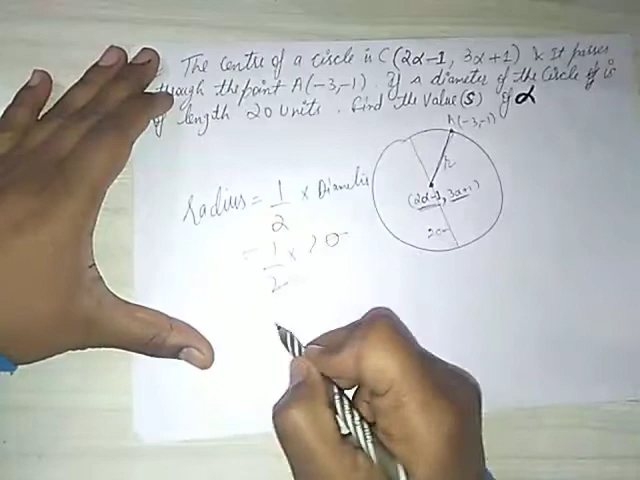 The centre of a circle is C(2α-1, 3α+1) & It passes
through the point A(-3,-1). If a diameter of the Circle is
of length 20 units. Find the value(s) of α
A(-3,-1)
r
(2α-1, 3α+1)
20
Radius = 1/2 × Diamete
= 1/2 × 20